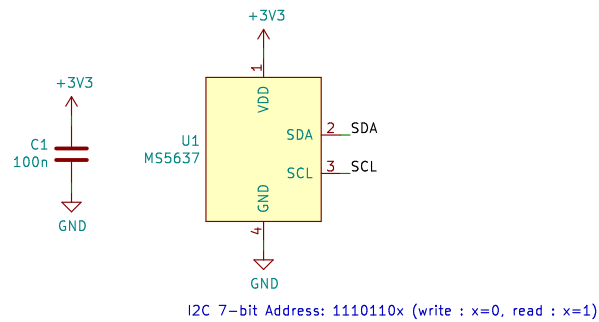 +3V3
+3V3
1
VDD
C1
100n
U1
MS5637
SDA 2 SDA
SCL 3 SCL
GND
4
GND
GND
I2C 7-bit Address: 1110110x (write : x=0, read : x=1)